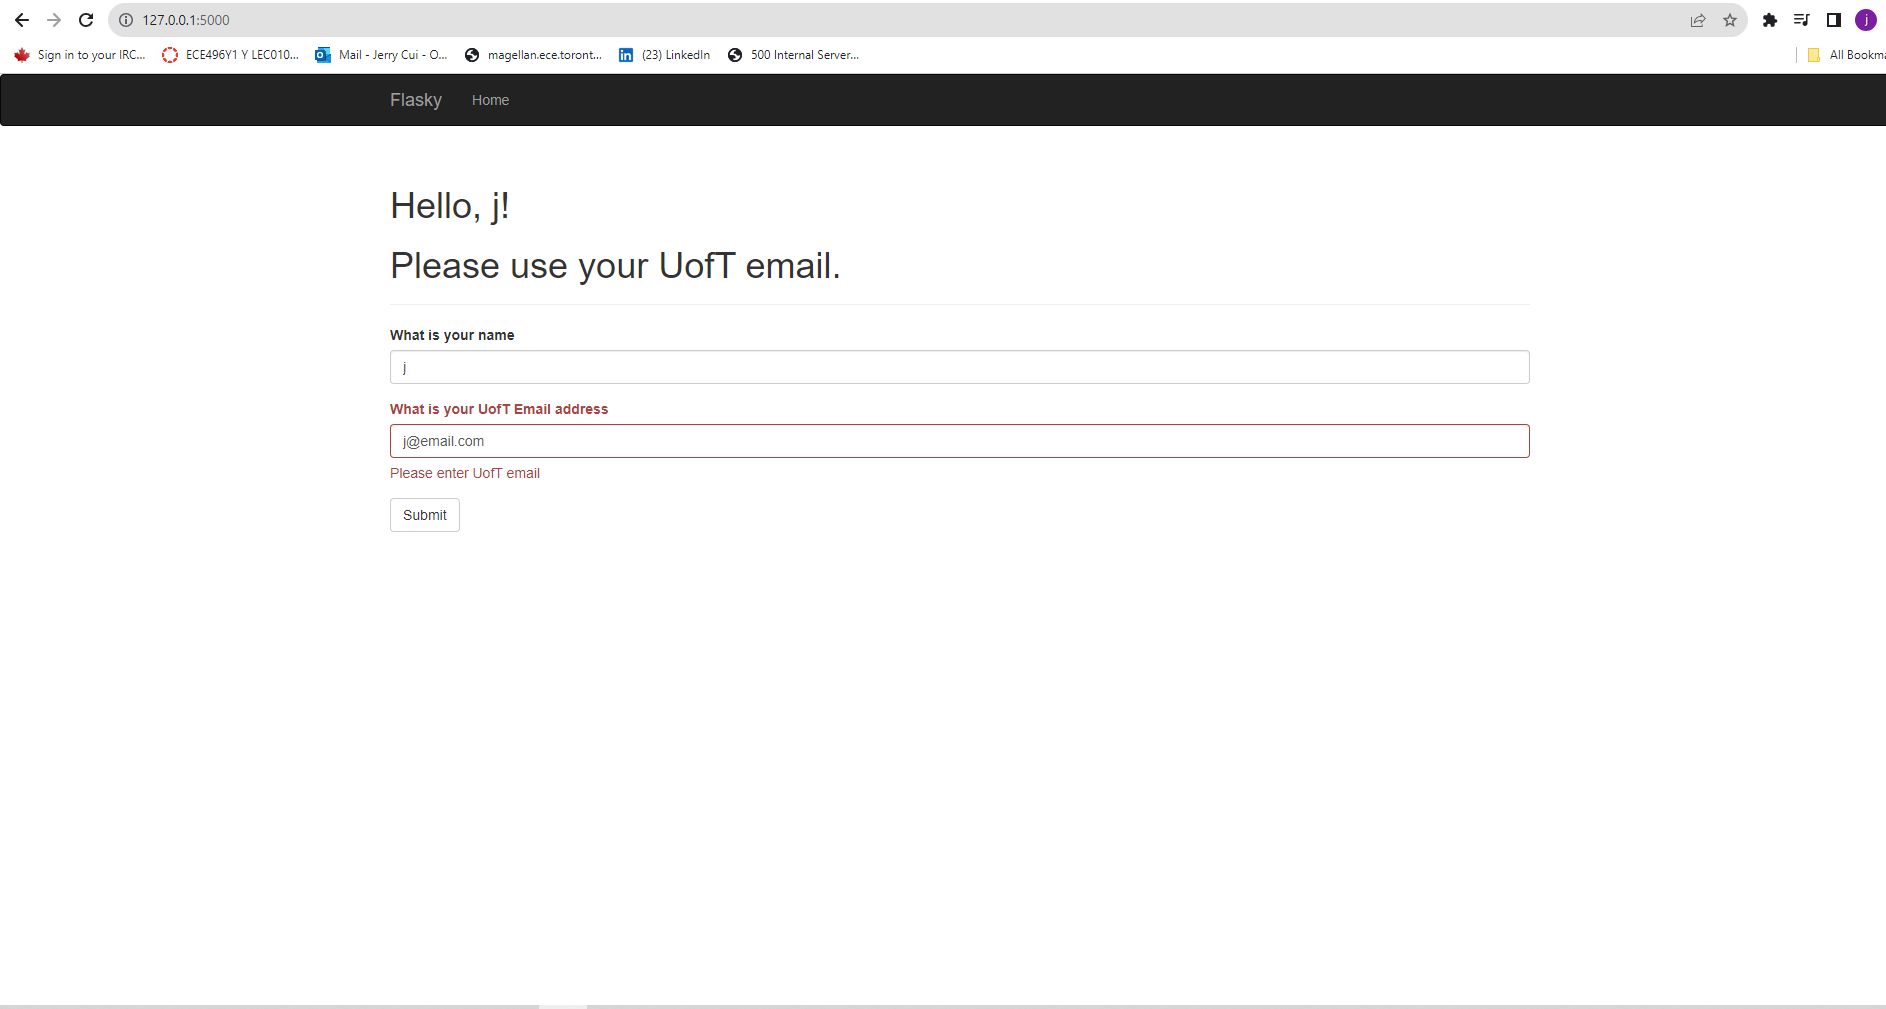 127.0.0.1:5000
j
Sign in to your IRC... ECE496Y1 Y LEC010... Mail - Jerry Cui - O... magellan.ece.toront... (23) LinkedIn 500 Internal Server... All Bookma
Flasky Home
Hello, j!
Please use your UofT email.
What is your name
j
What is your UofT Email address
j@email.com
Please enter UofT email
Submit